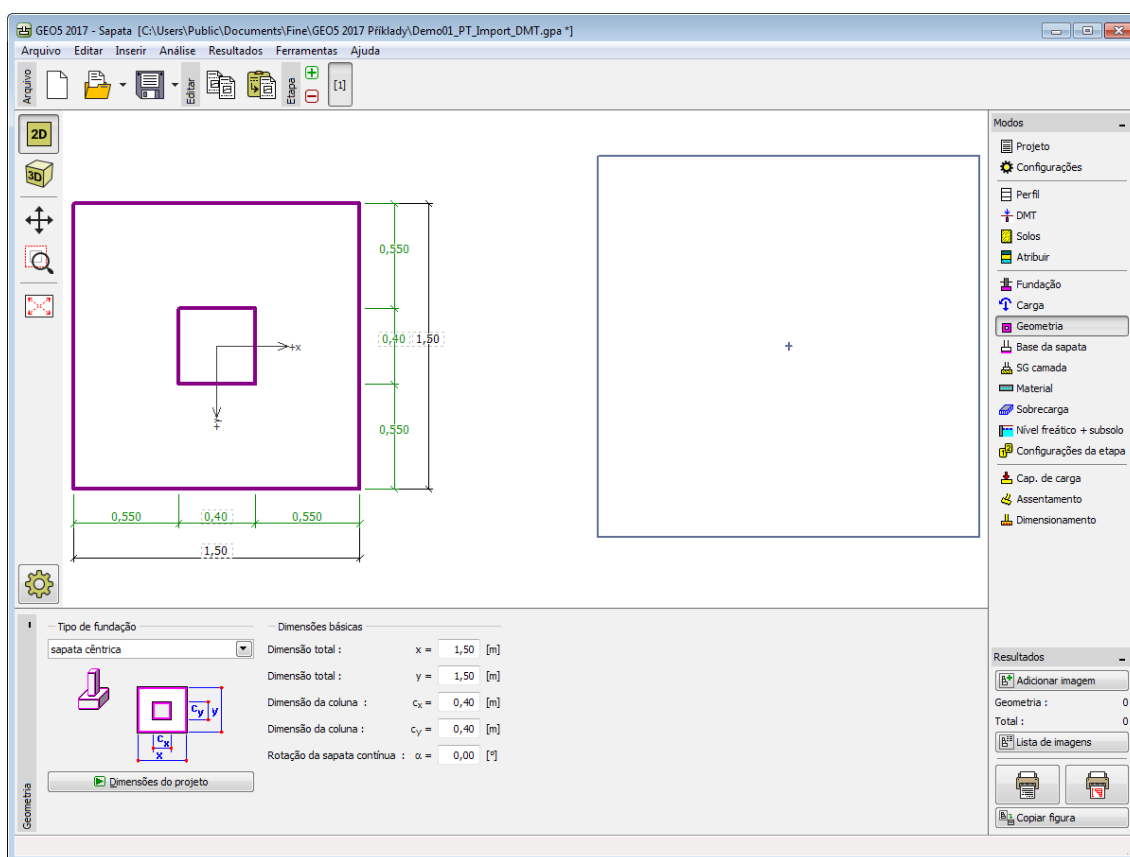 GEO5 2017 - Sapata [C:\Users\Public\Documents\Fine\GEO5 2017 Příklady\Demo01_PT_Import_DMT.gpa *]
Arquivo Editar Inserir Análise Resultados Ferramentas Ajuda
Arquivo
Editar
Etapa
[1]
2D
3D
0,550
0,40
1,50
0,550
+x
+y
0,550
0,40
0,550
1,50
Modos
Projeto
Configurações
Perfil
DMT
Solos
Atribuir
Fundação
Carga
Geometria
Base da sapata
SG camada
Material
Sobrecarga
Nível freático + subsolo
Configurações da etapa
Cap. de carga
Assentamento
Dimensionamento
Resultados
Adicionar imagem
Geometria : 0
Total : 0
Lista de imagens
Copiar figura
Geometria
Tipo de fundação
sapata cêntrica
cy y
cx
x
Dimensões do projeto
Dimensões básicas
Dimensão total : x = 1,50 [m]
Dimensão total : y = 1,50 [m]
Dimensão da coluna : cx = 0,40 [m]
Dimensão da coluna : cy = 0,40 [m]
Rotação da sapata contínua : α = 0,00 [°]